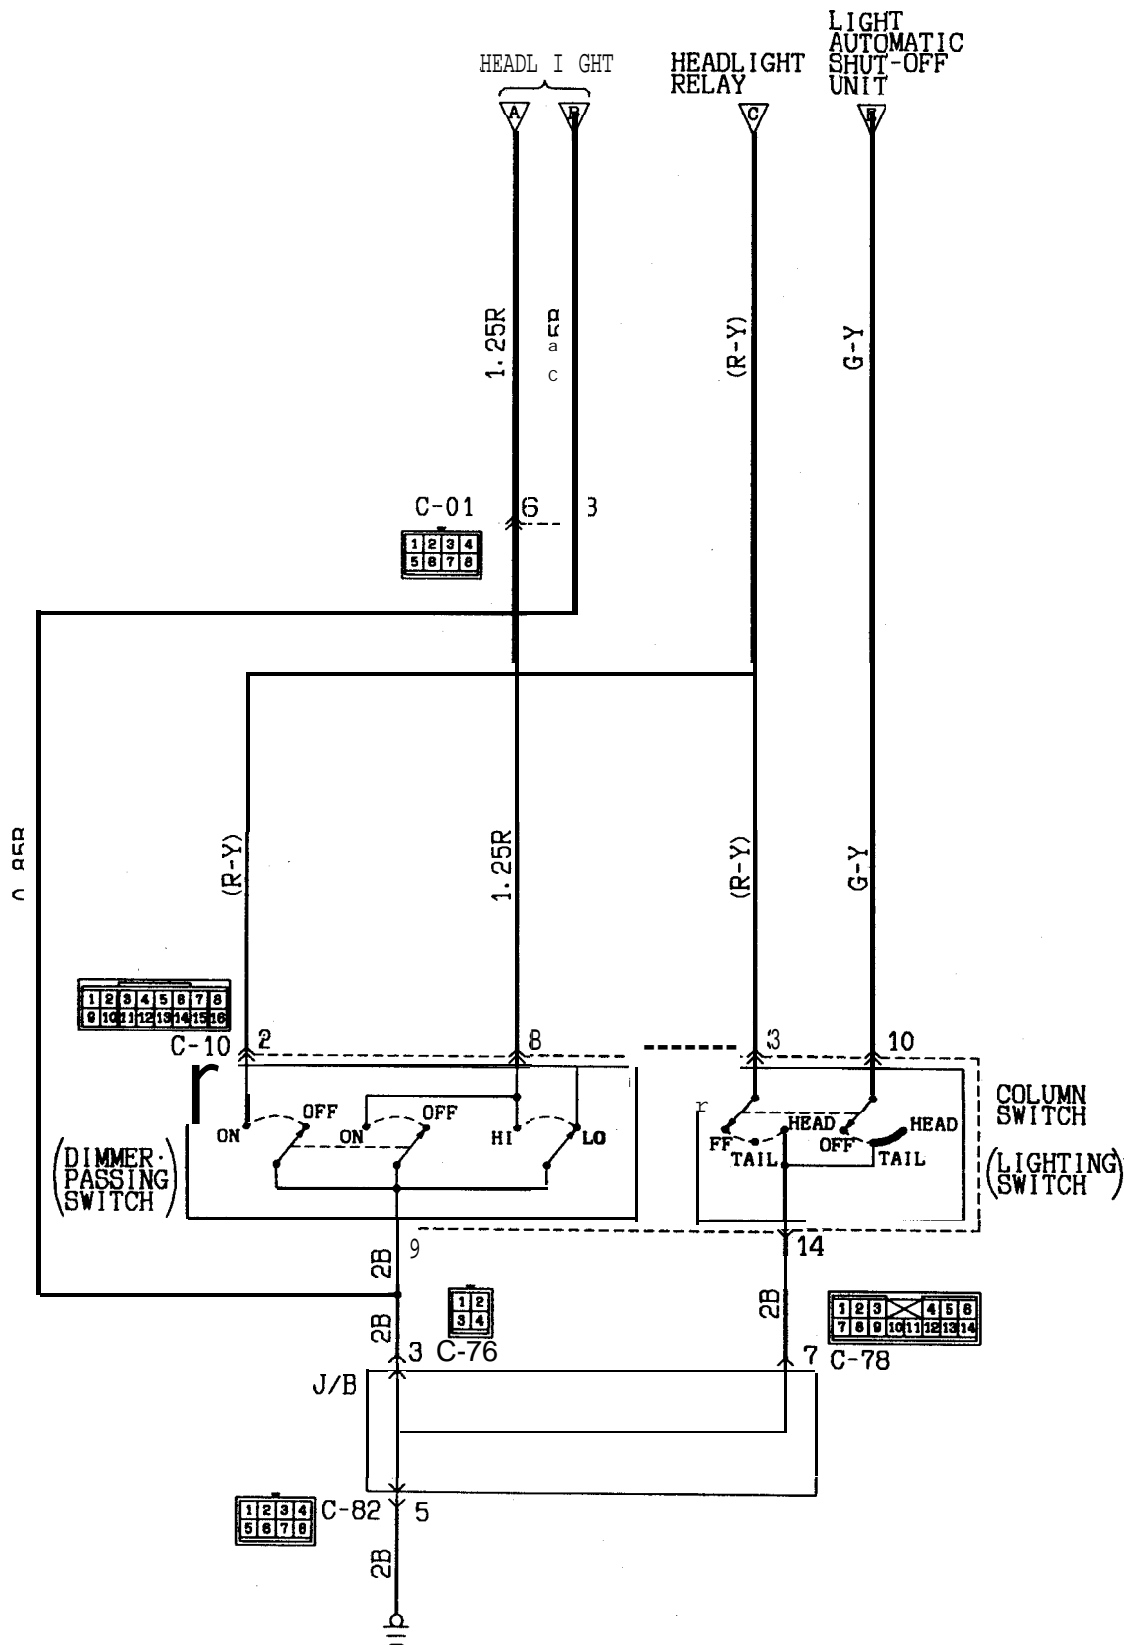 HEADL I GHT
HEADLIGHT
RELAY
LIGHT
AUTOMATIC
SHUT-OFF
UNIT
A
C
1.25R
a
C
(R-Y)
G-Y
C-01
6
3
1 2 3 4
5 6 7 8
(R-Y)
1.25R
(R-Y)
G-Y
1 2 3 4 5 6 7 8
9 10 11 12 13 14 15 16
C-10
2
8
3
10
ON
OFF
ON
OFF
HI
LO
r
FF
TAIL
HEAD
OFF
TAIL
HEAD
COLUMN
SWITCH
(LIGHTING
SWITCH)
(DIMMER·
PASSING
SWITCH)
9
14
2B
2B
2B
1 2
3 4
3 C-76
1 2 3 4 5 6
7 8 9 10 11 12 13 14
7 C-78
J/B
1 2 3 4
5 6 7 8
C-82 5
2B